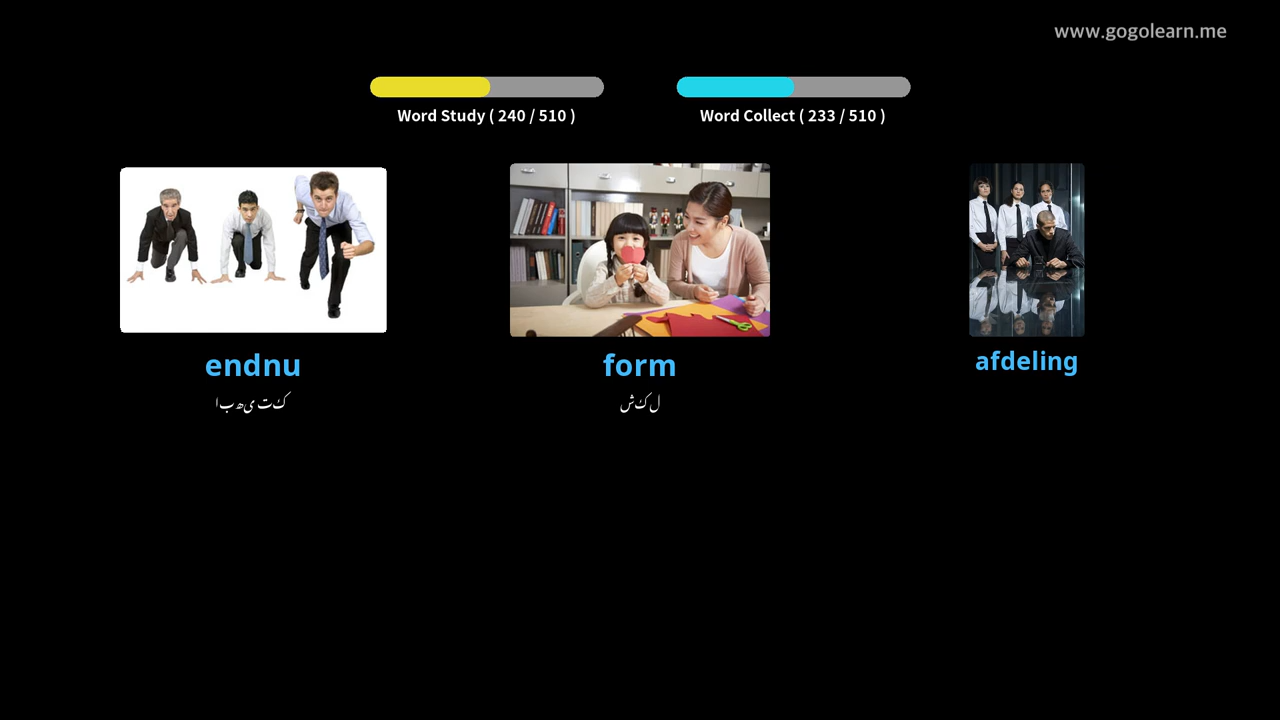 www.gogolearn.me
Word Study ( 240 / 510 )
Word Collect ( 233 / 510 )
endnu
form
afdeling
ابھی تک
شکل